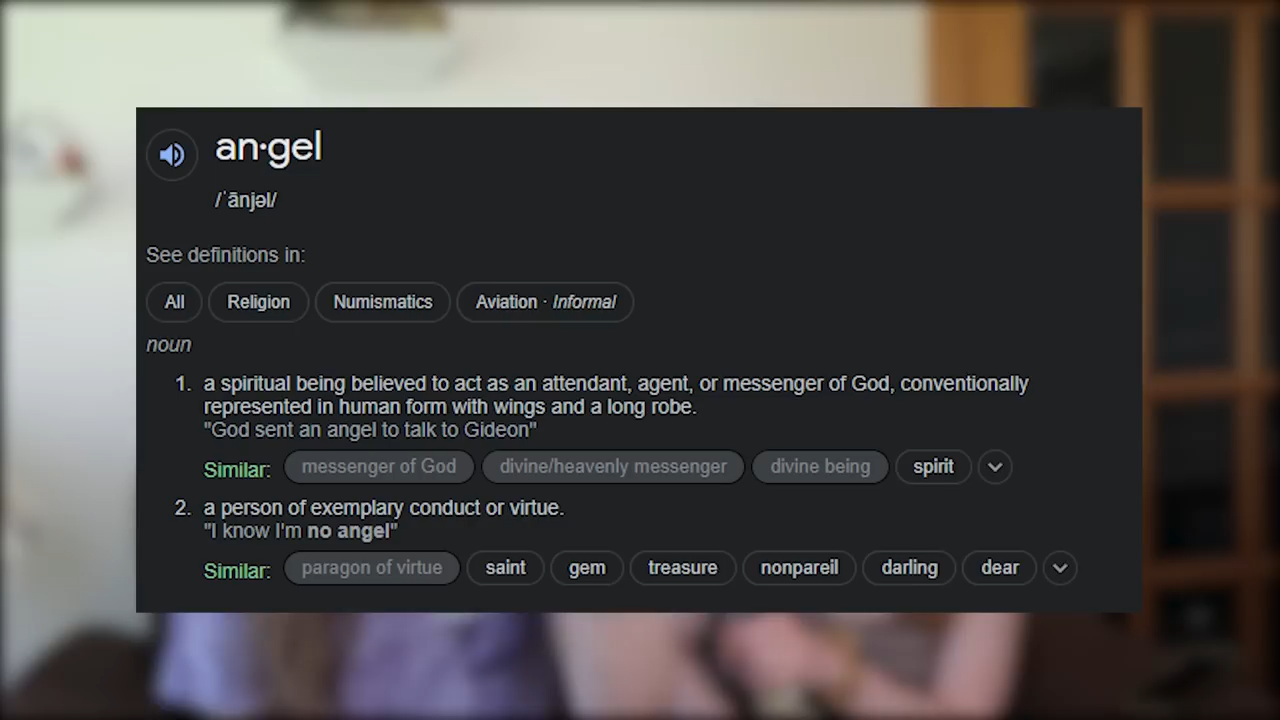 an·gel
/ˈānjəl/
See definitions in:
All Religion Numismatics Aviation · Informal
noun
1. a spiritual being believed to act as an attendant, agent, or messenger of God, conventionally
represented in human form with wings and a long robe.
"God sent an angel to talk to Gideon"
Similar: messenger of God divine/heavenly messenger divine being spirit
2. a person of exemplary conduct or virtue.
"I know I'm no angel"
Similar: paragon of virtue saint gem treasure nonpareil darling dear